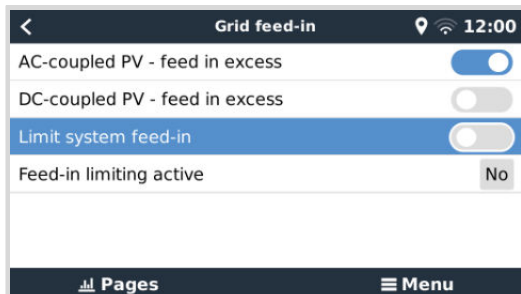 Grid feed-in 12:00
AC-coupled PV - feed in excess
DC-coupled PV - feed in excess
Limit system feed-in
Feed-in limiting active No
Pages Menu